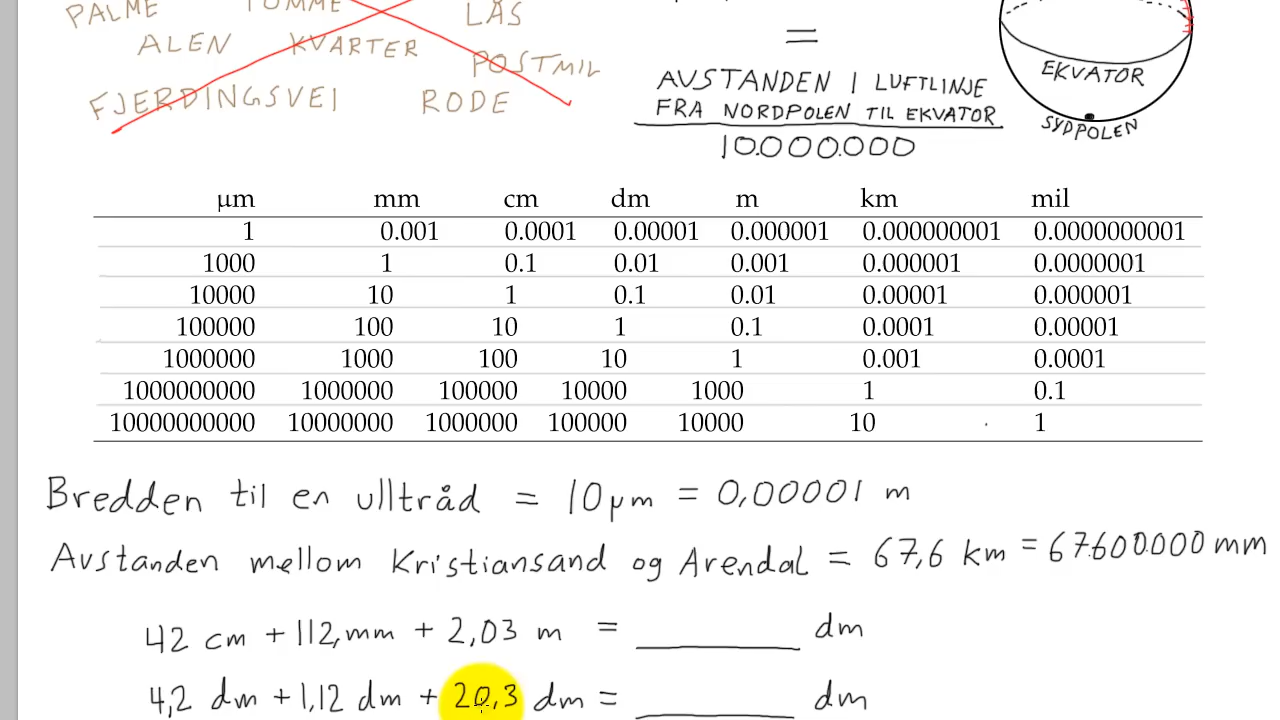 PALME TOMME LÅS
ALEN KVARTER
POSTMIL
FJERDINGSVEI RODE
=
AVSTANDEN I LUFTLINJE
FRA NORDPOLEN TIL EKVATOR
10.000.000
EKVATOR
SYDPOLEN
µm mm cm dm m km mil
1 0.001 0.0001 0.00001 0.000001 0.000000001 0.0000000001
1000 1 0.1 0.01 0.001 0.000001 0.0000001
10000 10 1 0.1 0.01 0.00001 0.000001
100000 100 10 1 0.1 0.0001 0.00001
1000000 1000 100 10 1 0.001 0.0001
1000000000 1000000 100000 10000 1000 1 0.1
10000000000 10000000 1000000 100000 10000 10 1
Bredden til en ulltråd = 10 µm = 0,00001 m
Avstanden mellom Kristiansand og Arendal = 67,6 km = 67.600.000 mm
42 cm + 112, mm + 2,03 m = ________ dm
4,2 dm + 1,12 dm + 20,3 dm = ________ dm